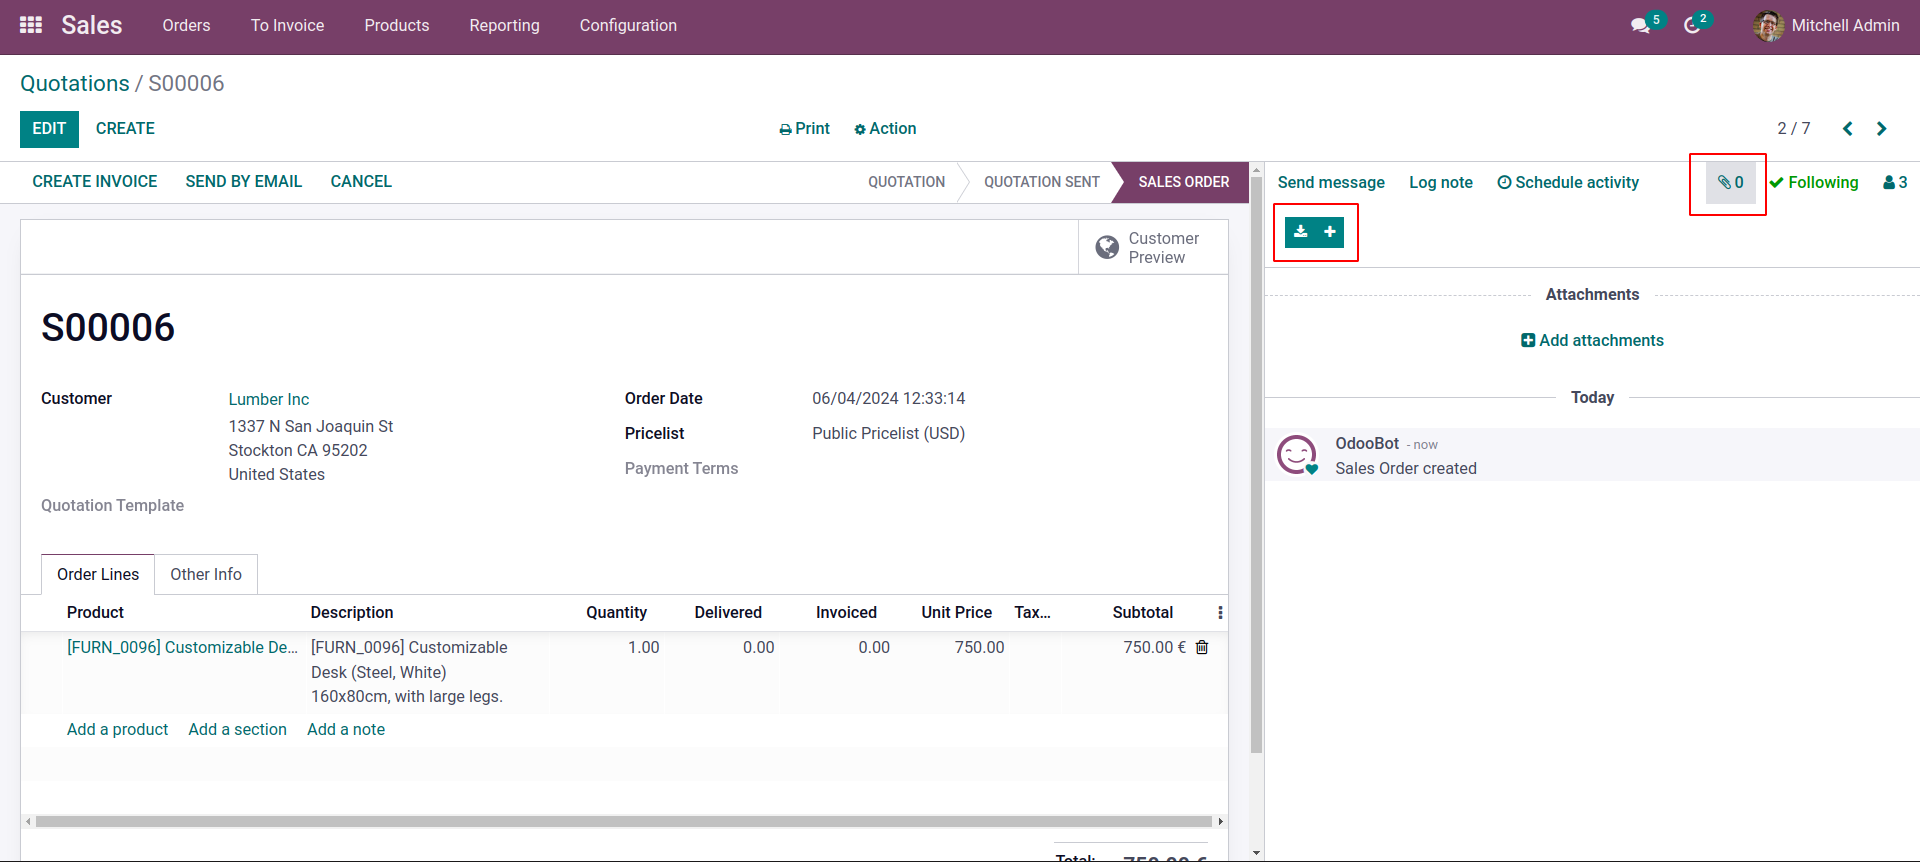 Sales Orders To Invoice Products Reporting Configuration 5 2 Mitchell Admin
Quotations / S00006
EDIT CREATE Print Action 2 / 7
CREATE INVOICE SEND BY EMAIL CANCEL QUOTATION QUOTATION SENT SALES ORDER Send message Log note Schedule activity 0 Following 3
Customer
Preview
Attachments
S00006
Add attachments
Customer Lumber Inc Order Date 06/04/2024 12:33:14 Today
1337 N San Joaquin St Pricelist Public Pricelist (USD)
Stockton CA 95202
United States
Payment Terms
OdooBot - now
Sales Order created
Quotation Template
Order Lines Other Info
Product Description Quantity Delivered Invoiced Unit Price Tax... Subtotal
[FURN_0096] Customizable De... [FURN_0096] Customizable 1.00 0.00 0.00 750.00 750.00 €
Desk (Steel, White)
160x80cm, with large legs.
Add a product Add a section Add a note
Total: 750.00 €